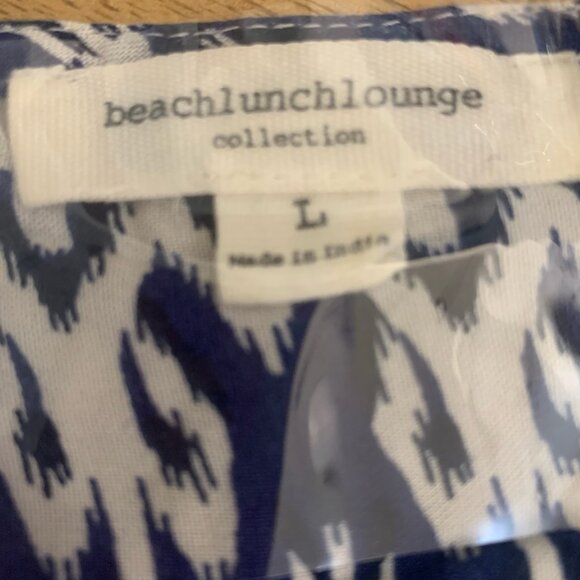 beachlunchlounge
collection
L
Made in India